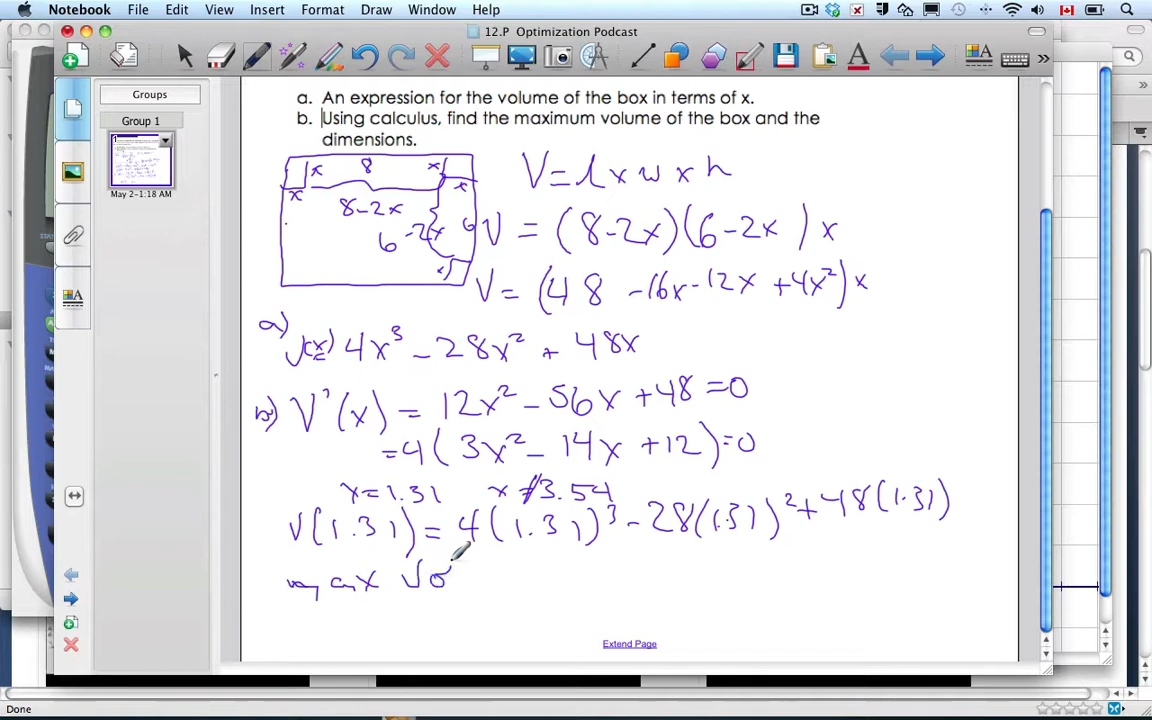 Notebook File Edit View Insert Format Draw Window Help
12.P Optimization Podcast
Groups
Group 1
1
May 2-1:18 AM
a. An expression for the volume of the box in terms of x.
b. Using calculus, find the maximum volume of the box and the
dimensions.
x 8 x
x x
8-2x
6-2x 6
x
V = l x w x h
V = (8-2x)(6-2x) x
V = (48 -16x-12x +4x²) x
a) V(x) = 4x³ - 28x² + 48x
b) V'(x) = 12x² - 56x + 48 = 0
= 4(3x² - 14x + 12) = 0
x = 1.31 x ≠ 3.54
V(1.31) = 4(1.31)³ - 28(1.31)² + 48(1.31)
max Vo
Extend Page
Done